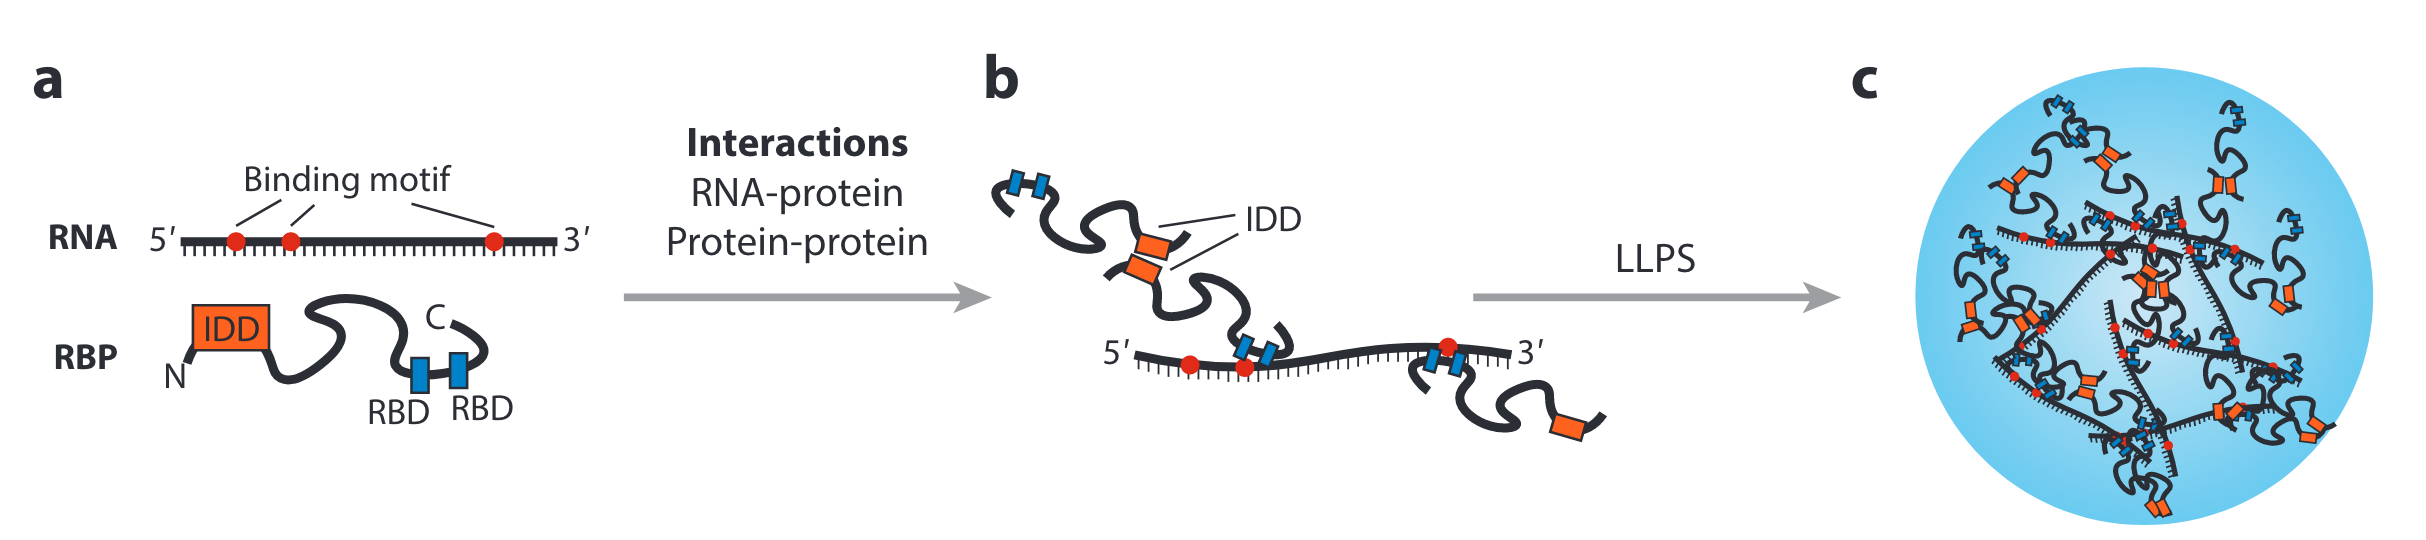 a
Binding motif
RNA 5′ 3′
RBP
IDD
N
C
RBD RBD
Interactions
RNA-protein
Protein-protein
b
IDD
5′ 3′
LLPS
c